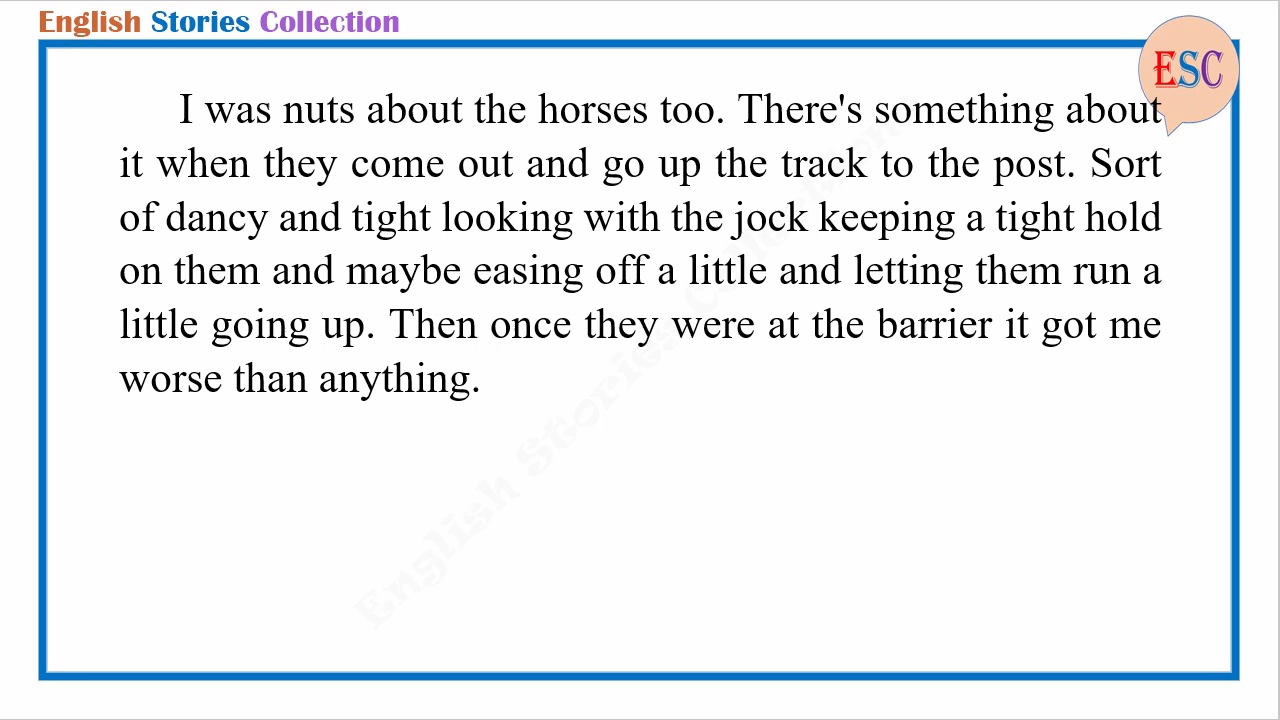 English Stories Collection
ESC
I was nuts about the horses too. There's something about
it when they come out and go up the track to the post. Sort
of dancy and tight looking with the jock keeping a tight hold
on them and maybe easing off a little and letting them run a
little going up. Then once they were at the barrier it got me
worse than anything.
English Stories Collection